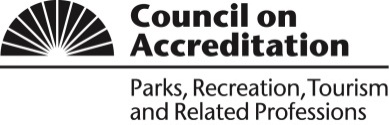 Council on
Accreditation
Parks, Recreation, Tourism
and Related Professions